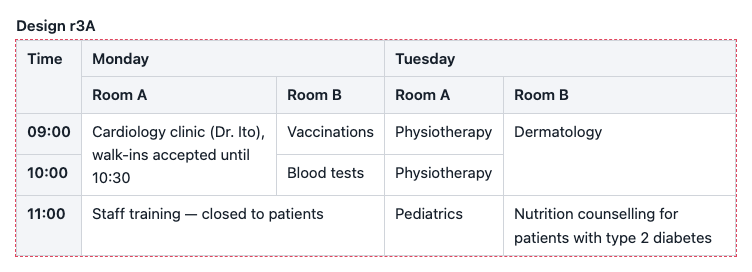 Design r3A
Time Monday Tuesday
Room A Room B Room A Room B
09:00 Cardiology clinic (Dr. Ito), Vaccinations Physiotherapy Dermatology
walk-ins accepted until
10:00 Blood tests Physiotherapy
10:30
11:00 Staff training — closed to patients Pediatrics Nutrition counselling for
patients with type 2 diabetes